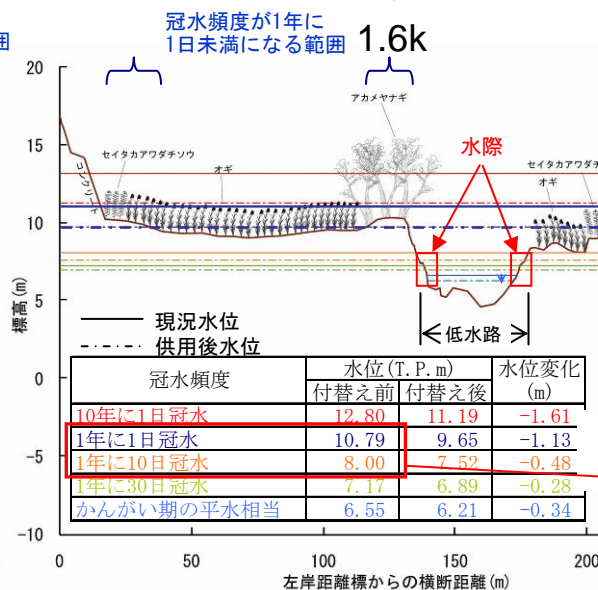 囲
冠水頻度が1年に
1日未満になる範囲
1.6k
20
15
10
5
0
-5
-10
標高(m)
コンクリート
セイタカアワダチソウ
オギ
アカメヤナギ
水際
セイタカアワダチ
オギ
現況水位
供用後水位
低水路
冠水頻度 水位(T.P.m) 水位変化
付替え前 付替え後 (m)
10年に1日冠水 12.80 11.19 -1.61
1年に1日冠水 10.79 9.65 -1.13
1年に10日冠水 8.00 7.52 -0.48
1年に30日冠水 7.17 6.89 -0.28
かんがい期の平水相当 6.55 6.21 -0.34
0 50 100 150 200
左岸距離標からの横断距離(m)